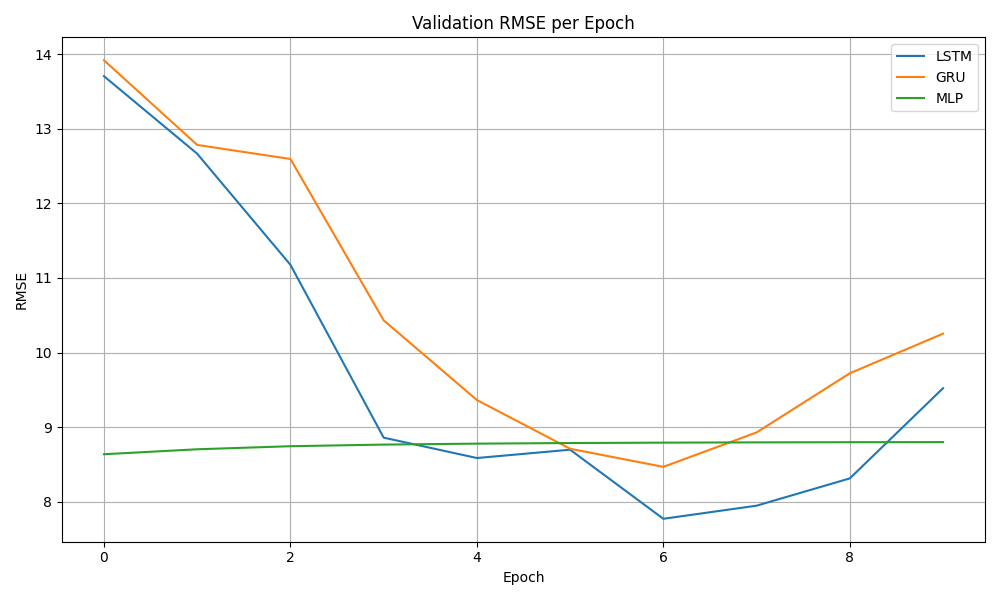 Validation RMSE per Epoch
LSTM
GRU
MLP
14
13
12
11
10
9
8
RMSE
0 2 4 6 8
Epoch